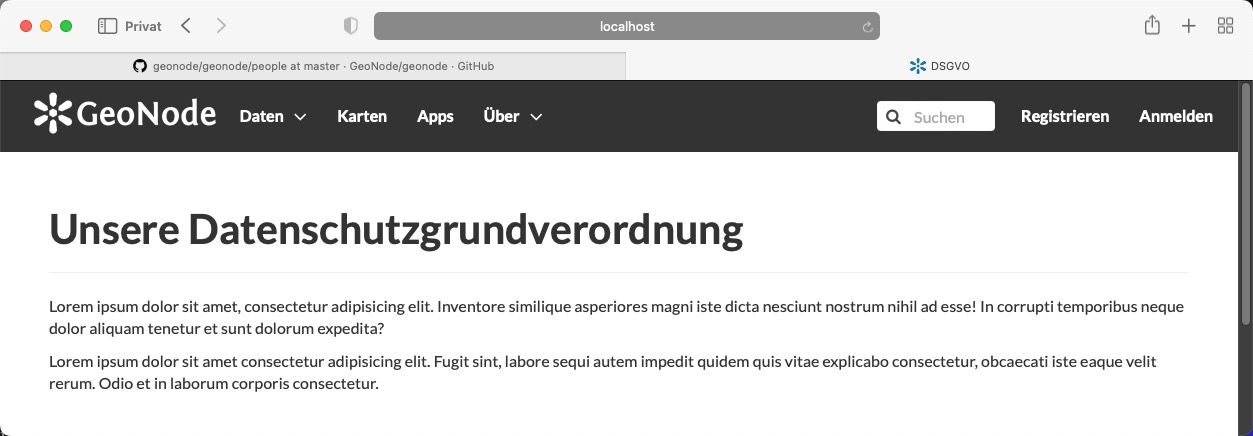 Privat
localhost
geonode/geonode/people at master · GeoNode/geonode · GitHub
DSGVO
GeoNode Daten Karten Apps Über Suchen Registrieren Anmelden
Unsere Datenschutzgrundverordnung
Lorem ipsum dolor sit amet, consectetur adipisicing elit. Inventore similique asperiores magni iste dicta nesciunt nostrum nihil ad esse! In corrupti temporibus neque
dolor aliquam tenetur et sunt dolorum expedita?
Lorem ipsum dolor sit amet consectetur adipisicing elit. Fugit sint, labore sequi autem impedit quidem quis vitae explicabo consectetur, obcaecati iste eaque velit
rerum. Odio et in laborum corporis consectetur.